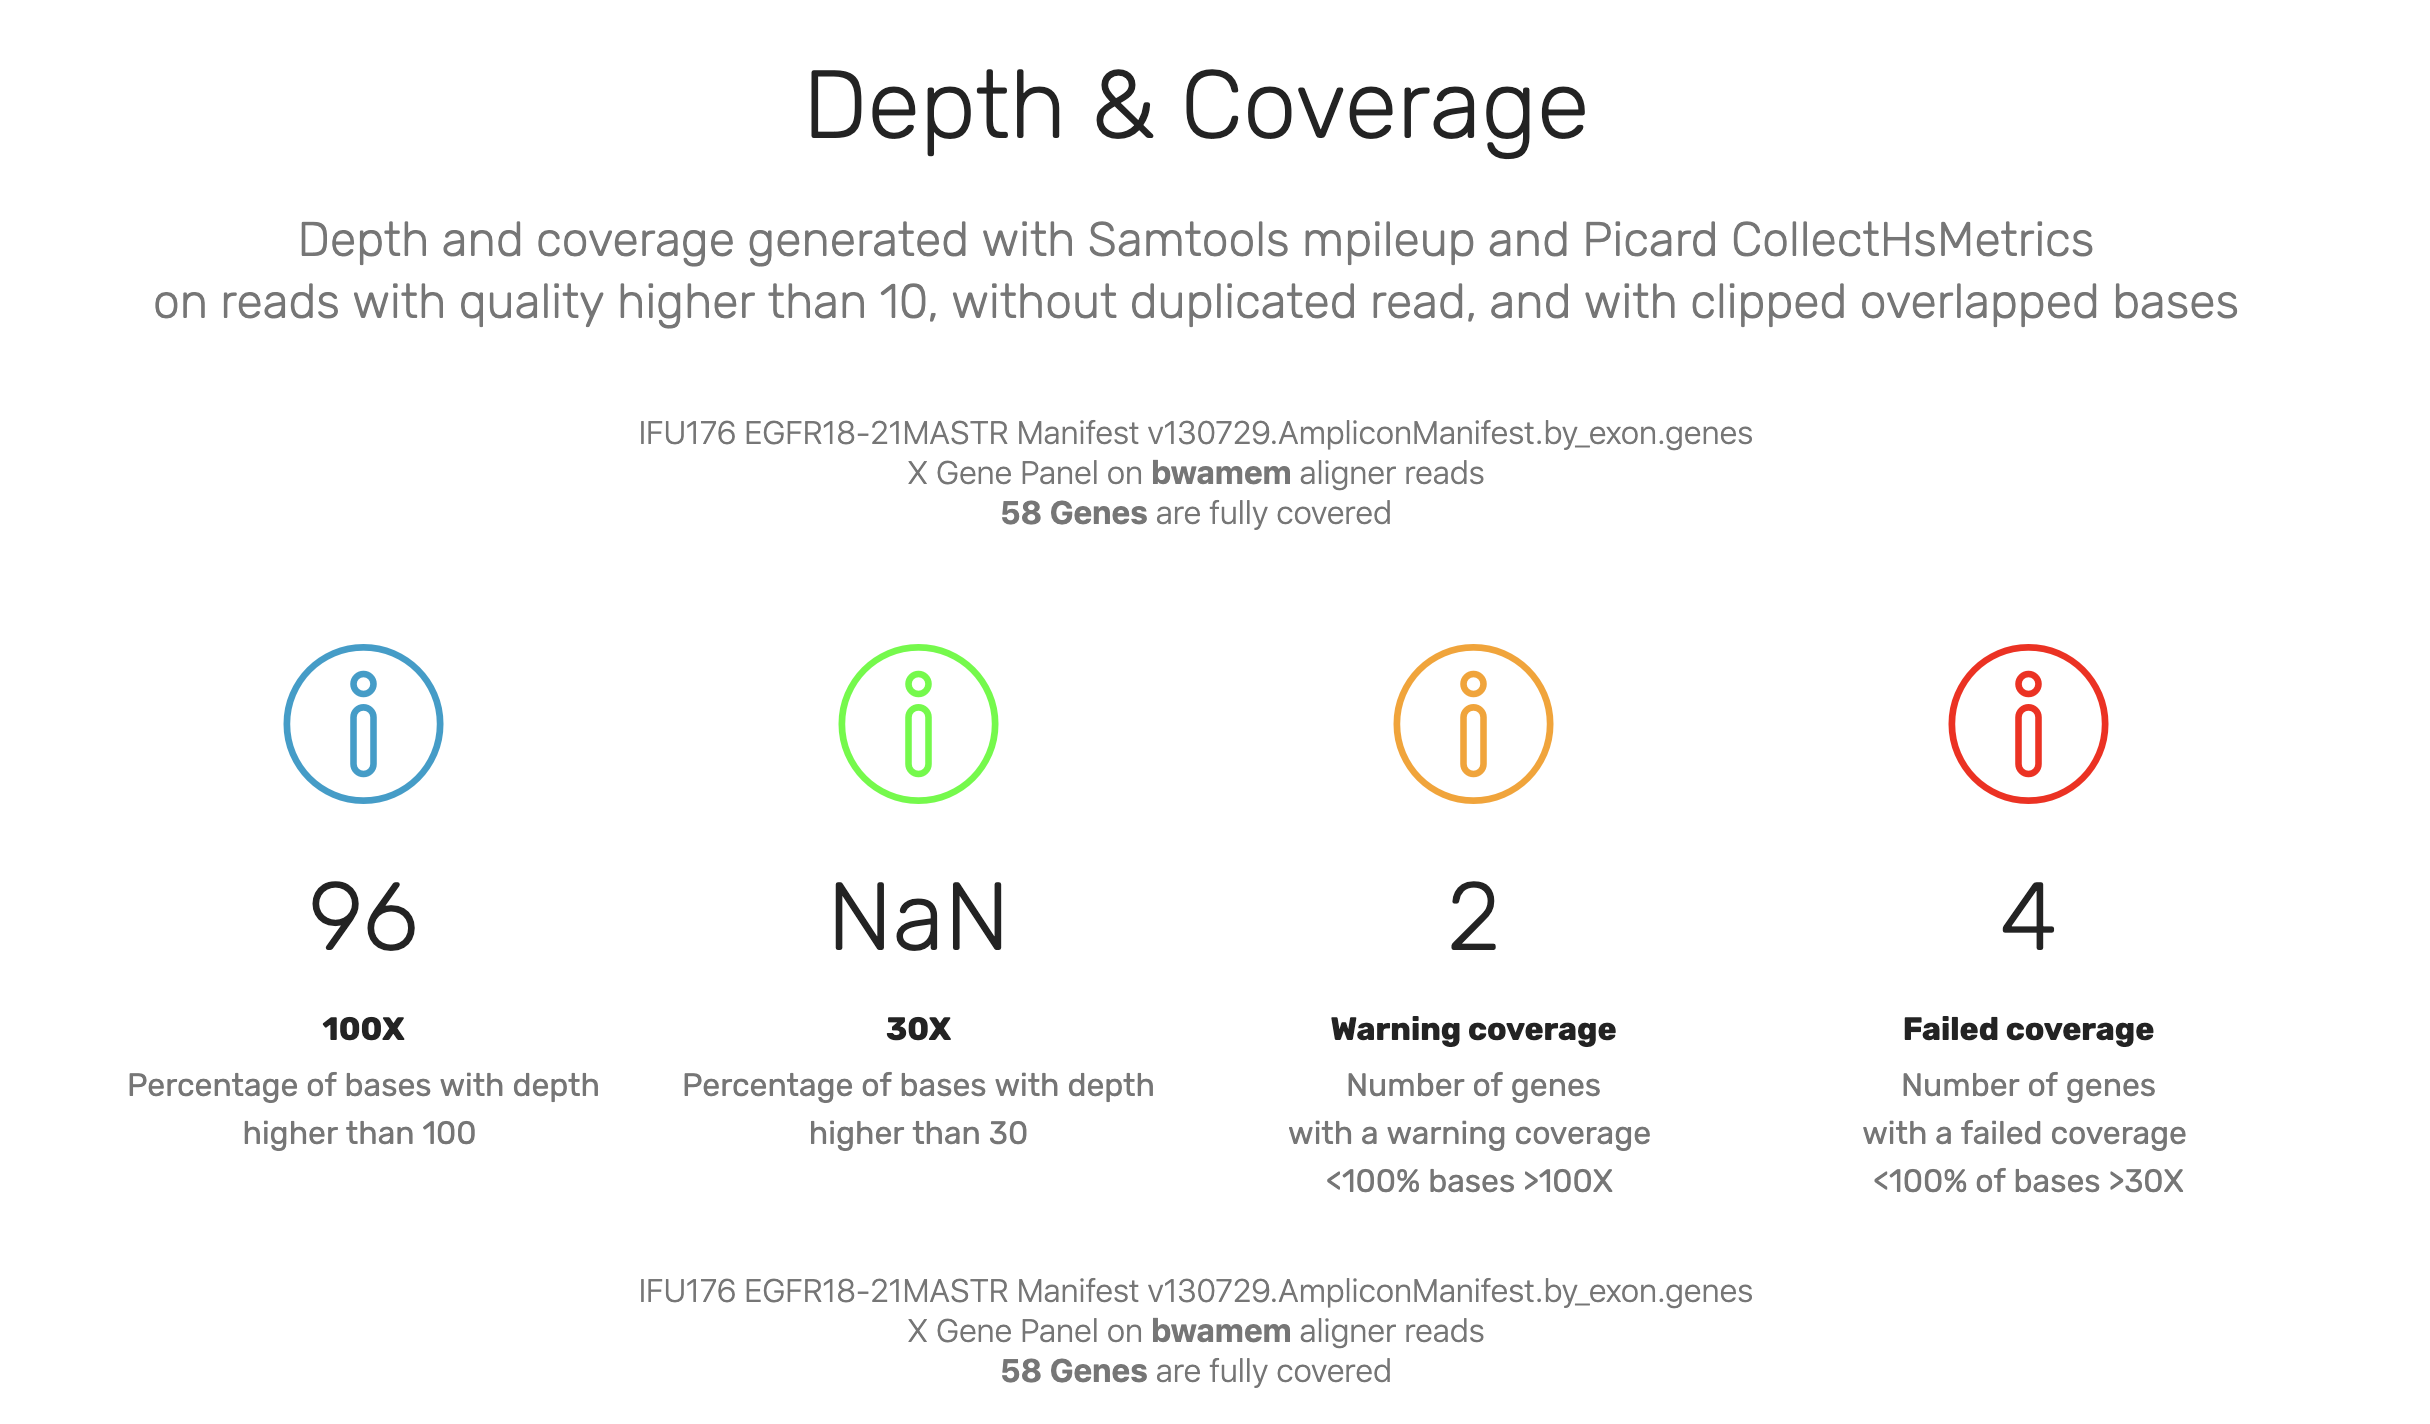 Depth & Coverage
Depth and coverage generated with Samtools mpileup and Picard CollectHsMetrics
on reads with quality higher than 10, without duplicated read, and with clipped overlapped bases
IFU176 EGFR18-21MASTR Manifest v130729.AmpliconManifest.by_exon.genes
X Gene Panel on bwamem aligner reads
58 Genes are fully covered
96
100X
Percentage of bases with depth
higher than 100
NaN
30X
Percentage of bases with depth
higher than 30
2
Warning coverage
Number of genes
with a warning coverage
<100% bases >100X
4
Failed coverage
Number of genes
with a failed coverage
<100% of bases >30X
IFU176 EGFR18-21MASTR Manifest v130729.AmpliconManifest.by_exon.genes
X Gene Panel on bwamem aligner reads
58 Genes are fully covered